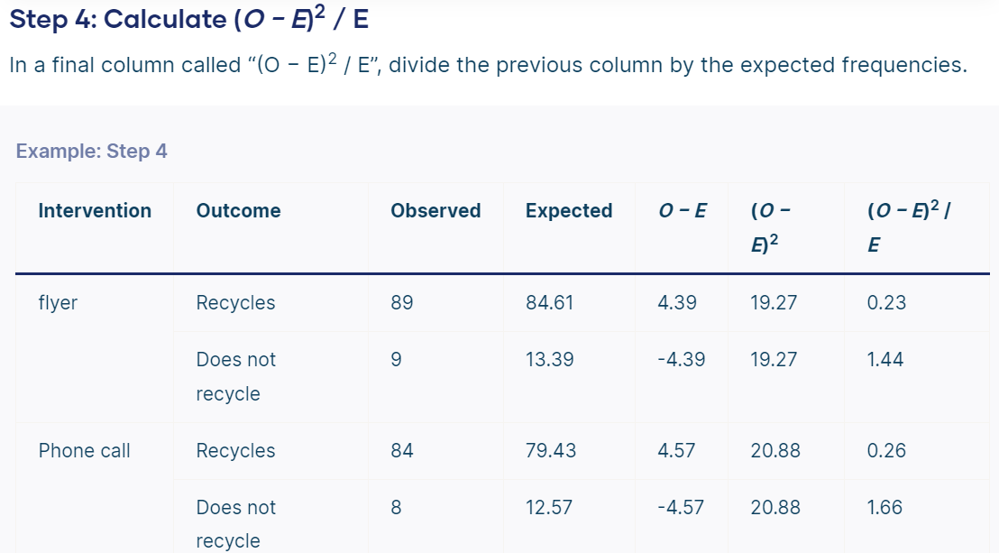 Step 4: Calculate (O − E)² / E
In a final column called “(O − E)² / E”, divide the previous column by the expected frequencies.
Example: Step 4
Intervention Outcome Observed Expected O − E (O − (O − E)² /
E)² E
flyer Recycles 89 84.61 4.39 19.27 0.23
Does not 9 13.39 -4.39 19.27 1.44
recycle
Phone call Recycles 84 79.43 4.57 20.88 0.26
Does not 8 12.57 -4.57 20.88 1.66
recycle